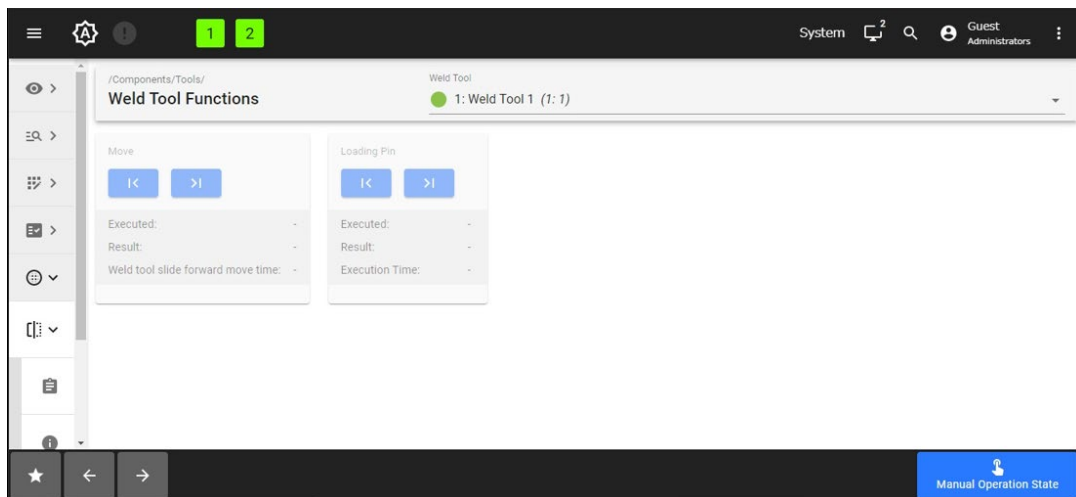 A
!
1
2
System
2
Guest
Administrators
/Components/Tools/
Weld Tool Functions
Weld Tool
1: Weld Tool 1 (1: 1)
Move
Executed: -
Result: -
Weld tool slide forward move time: -
Loading Pin
Executed: -
Result: -
Execution Time: -
Manual Operation State